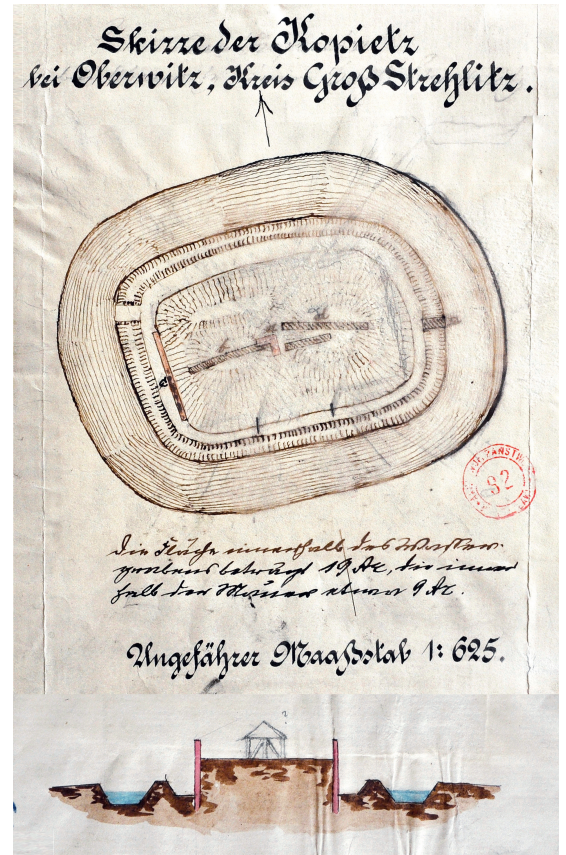 Skizze der Kopietz
bei Oberwitz, Kreis Groß Strehlitz.
die Fläche innerhalb des Wasser-
grabens beträgt 19 Ar, die inner
halb der Mauer etwa 9 Ar.
Ungefährer Maaßstab 1: 625.
?
92